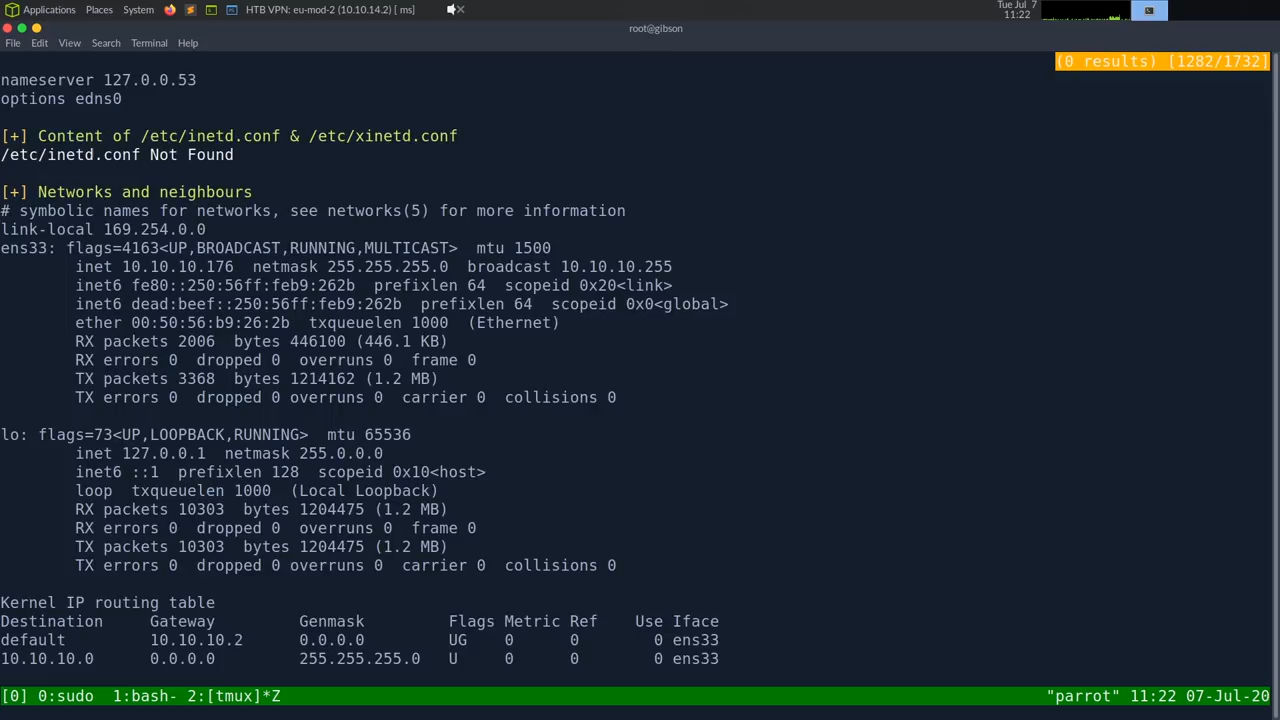 Applications Places System HTB VPN: eu-mod-2 (10.10.14.2) [ ms] Tue Jul 7
11:22
root@gibson
File Edit View Search Terminal Help
(0 results) [1282/1732]
nameserver 127.0.0.53
options edns0
[+] Content of /etc/inetd.conf & /etc/xinetd.conf
/etc/inetd.conf Not Found
[+] Networks and neighbours
# symbolic names for networks, see networks(5) for more information
link-local 169.254.0.0
ens33: flags=4163<UP,BROADCAST,RUNNING,MULTICAST>  mtu 1500
        inet 10.10.10.176  netmask 255.255.255.0  broadcast 10.10.10.255
        inet6 fe80::250:56ff:feb9:262b  prefixlen 64  scopeid 0x20<link>
        inet6 dead:beef::250:56ff:feb9:262b  prefixlen 64  scopeid 0x0<global>
        ether 00:50:56:b9:26:2b  txqueuelen 1000  (Ethernet)
        RX packets 2006  bytes 446100 (446.1 KB)
        RX errors 0  dropped 0  overruns 0  frame 0
        TX packets 3368  bytes 1214162 (1.2 MB)
        TX errors 0  dropped 0 overruns 0  carrier 0  collisions 0
lo: flags=73<UP,LOOPBACK,RUNNING>  mtu 65536
        inet 127.0.0.1  netmask 255.0.0.0
        inet6 ::1  prefixlen 128  scopeid 0x10<host>
        loop  txqueuelen 1000  (Local Loopback)
        RX packets 10303  bytes 1204475 (1.2 MB)
        RX errors 0  dropped 0  overruns 0  frame 0
        TX packets 10303  bytes 1204475 (1.2 MB)
        TX errors 0  dropped 0 overruns 0  carrier 0  collisions 0
Kernel IP routing table
Destination     Gateway         Genmask         Flags Metric Ref    Use Iface
default         10.10.10.2      0.0.0.0         UG    0      0        0 ens33
10.10.10.0      0.0.0.0         255.255.255.0   U     0      0        0 ens33
[0] 0:sudo  1:bash- 2:[tmux]*Z "parrot" 11:22 07-Jul-20